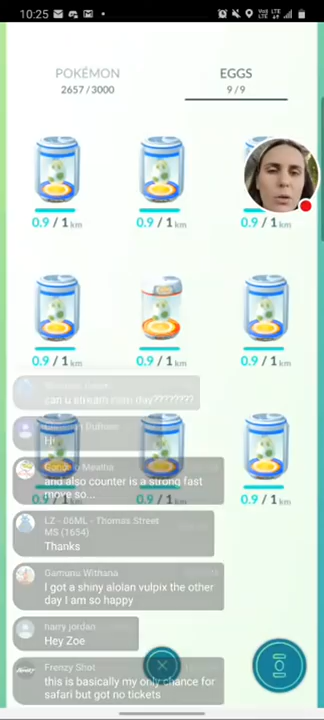 10:25
POKÉMON
EGGS
2657 / 3000
9 / 9
0.9 / 1 km
0.9 / 1 km
0.9 / 1 km
0.9 / 1 km
0.9 / 1 km
0.9 / 1 km
can u stream next day????????
Hi
0.9 / 1 km
0.9 / 1 km
0.9 / 1 km
Meatha
and also counter is a strong fast
move so...
LZ - 06ML - Thomas Street
MS (1654)
Thanks
Gamunu Withana
I got a shiny alolan vulpix the other
day I am so happy
harry jordan
Hey Zoe
Frenzy Shot
this is basically my only chance for
safari but got no tickets